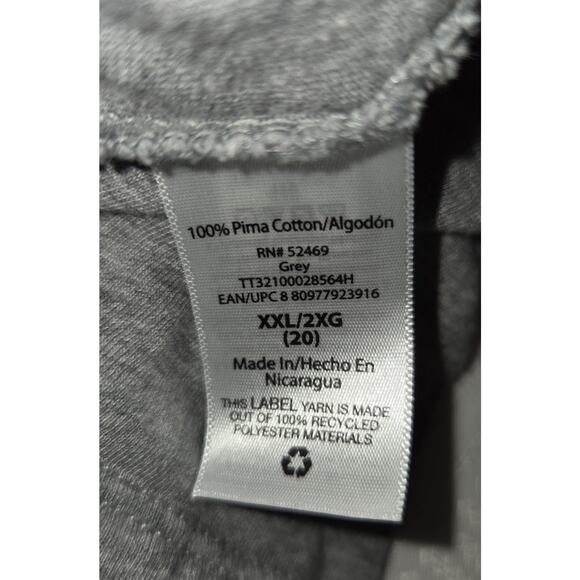 100% Pima Cotton/Algodón
RN# 52469
Grey
TT32100028564H
EAN/UPC 8 80977923916
XXL/2XG
(20)
Made In/Hecho En
Nicaragua
THIS LABEL YARN IS MADE
OUT OF 100% RECYCLED
POLYESTER MATERIALS